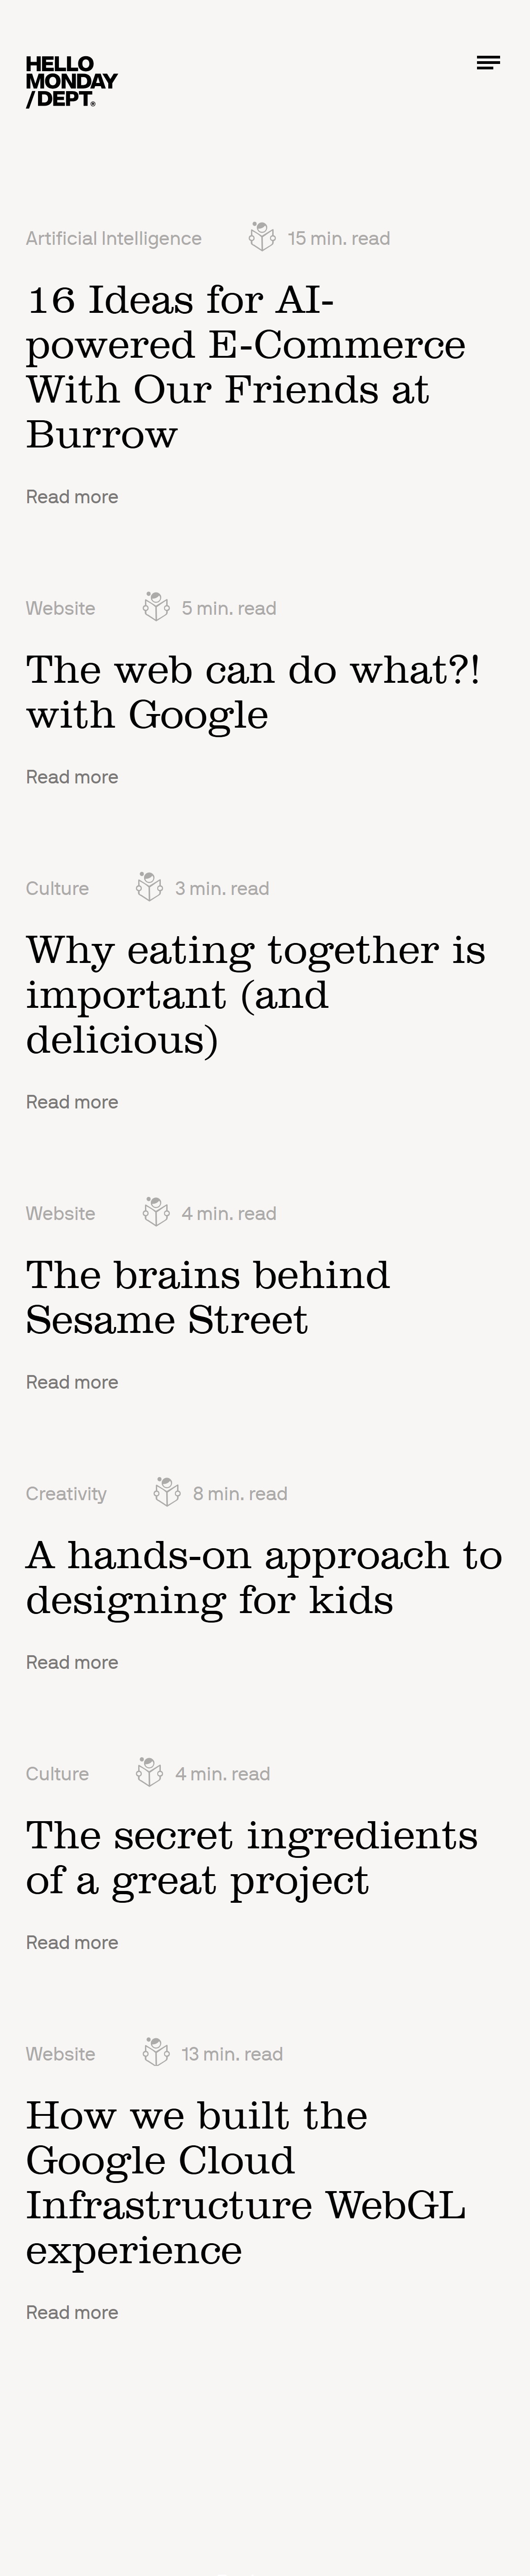 HELLO
MONDAY
/DEPT®
Artificial Intelligence 15 min. read
16 Ideas for AI-
powered E-Commerce
With Our Friends at
Burrow
Read more
Website 5 min. read
The web can do what?!
with Google
Read more
Culture 3 min. read
Why eating together is
important (and
delicious)
Read more
Website 4 min. read
The brains behind
Sesame Street
Read more
Creativity 8 min. read
A hands-on approach to
designing for kids
Read more
Culture 4 min. read
The secret ingredients
of a great project
Read more
Website 13 min. read
How we built the
Google Cloud
Infrastructure WebGL
experience
Read more